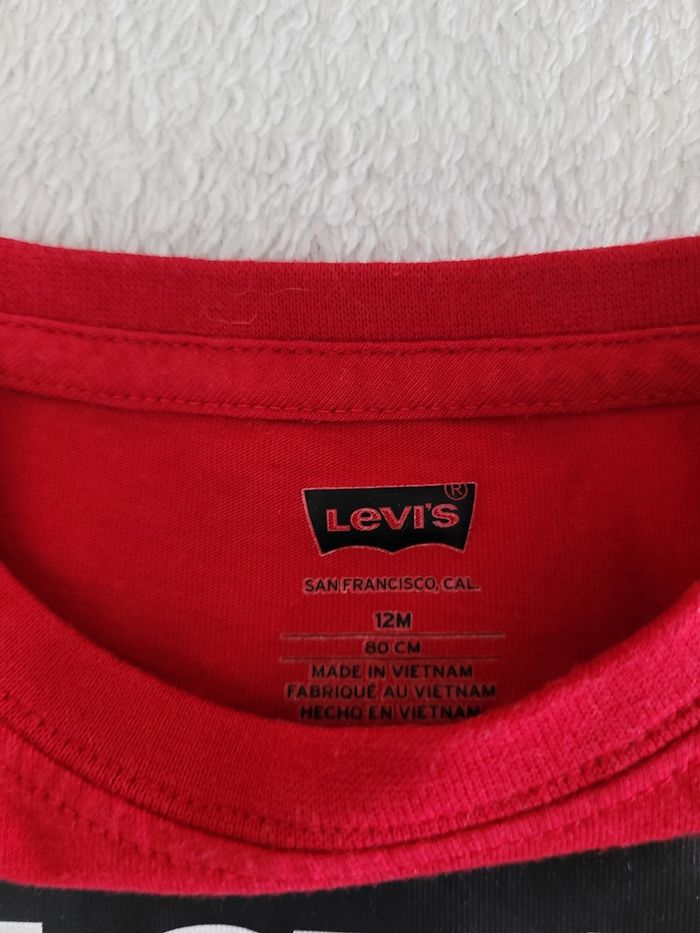 Levi's®
SAN FRANCISCO, CAL.
12M
80 CM
MADE IN VIETNAM
FABRIQUÉ AU VIETNAM
HECHO EN VIETNAM